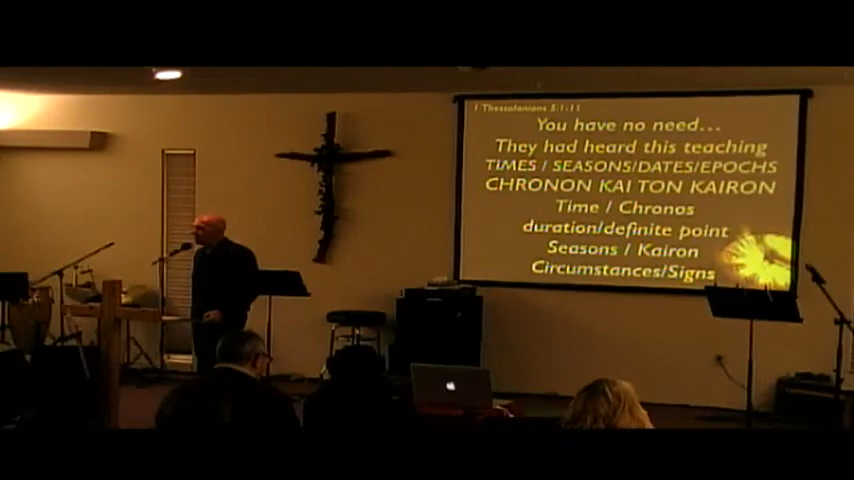 1 Thessalonians 5:1-11
You have no need...
They had heard this teaching
TIMES / SEASONS/DATES/EPOCHS
CHRONON KAI TON KAIRON
Time / Chronos
duration/definite point
Seasons / Kairon
Circumstances/Signs